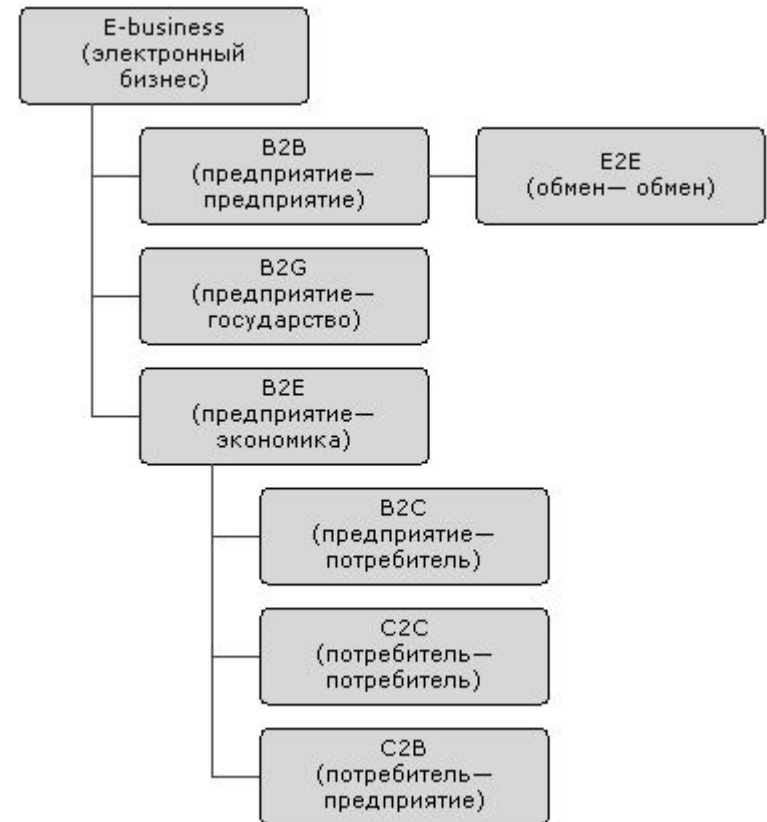 E-business
(электронный
бизнес)
B2B
(предприятие—
предприятие)
E2E
(обмен— обмен)
B2G
(предприятие—
государство)
B2E
(предприятие—
экономика)
B2C
(предприятие—
потребитель)
C2C
(потребитель—
потребитель)
C2B
(потребитель—
предприятие)